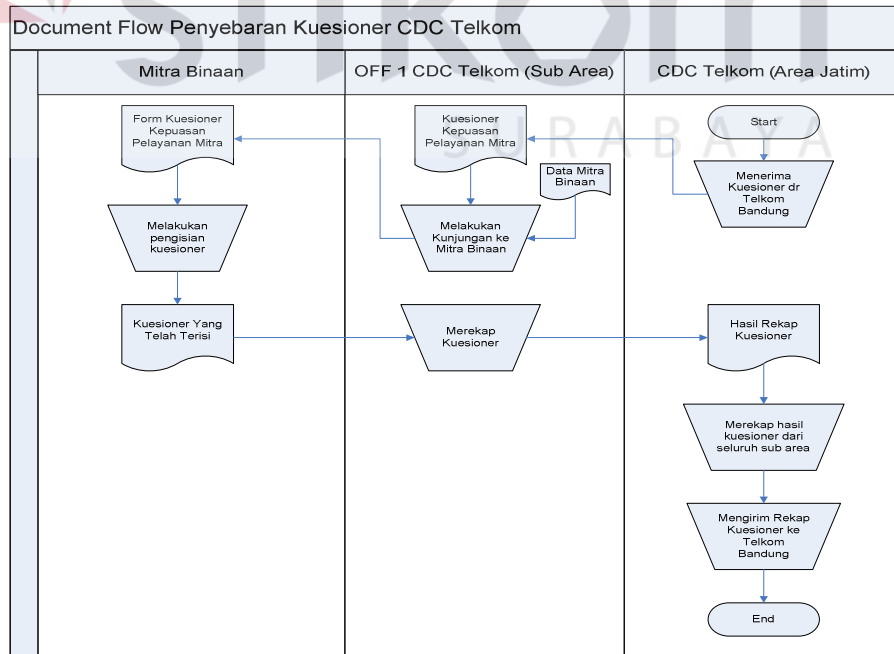 Document Flow Penyebaran Kuesioner CDC Telkom
Mitra Binaan
OFF 1 CDC Telkom (Sub Area)
CDC Telkom (Area Jatim)
Form Kuesioner
Kepuasan
Pelayanan Mitra
Kuesioner
Kepuasan
Pelayanan Mitra
Start
SURABAYA
Data Mitra
Binaan
Menerima
Kuesioner dr
Telkom
Bandung
Melakukan
pengisian
kuesioner
Melakukan
Kunjungan ke
Mitra Binaan
Kuesioner Yang
Telah Terisi
Merekap
Kuesioner
Hasil Rekap
Kuesioner
Merekap hasil
kuesioner dari
seluruh sub area
Mengirim Rekap
Kuesioner ke
Telkom
Bandung
End